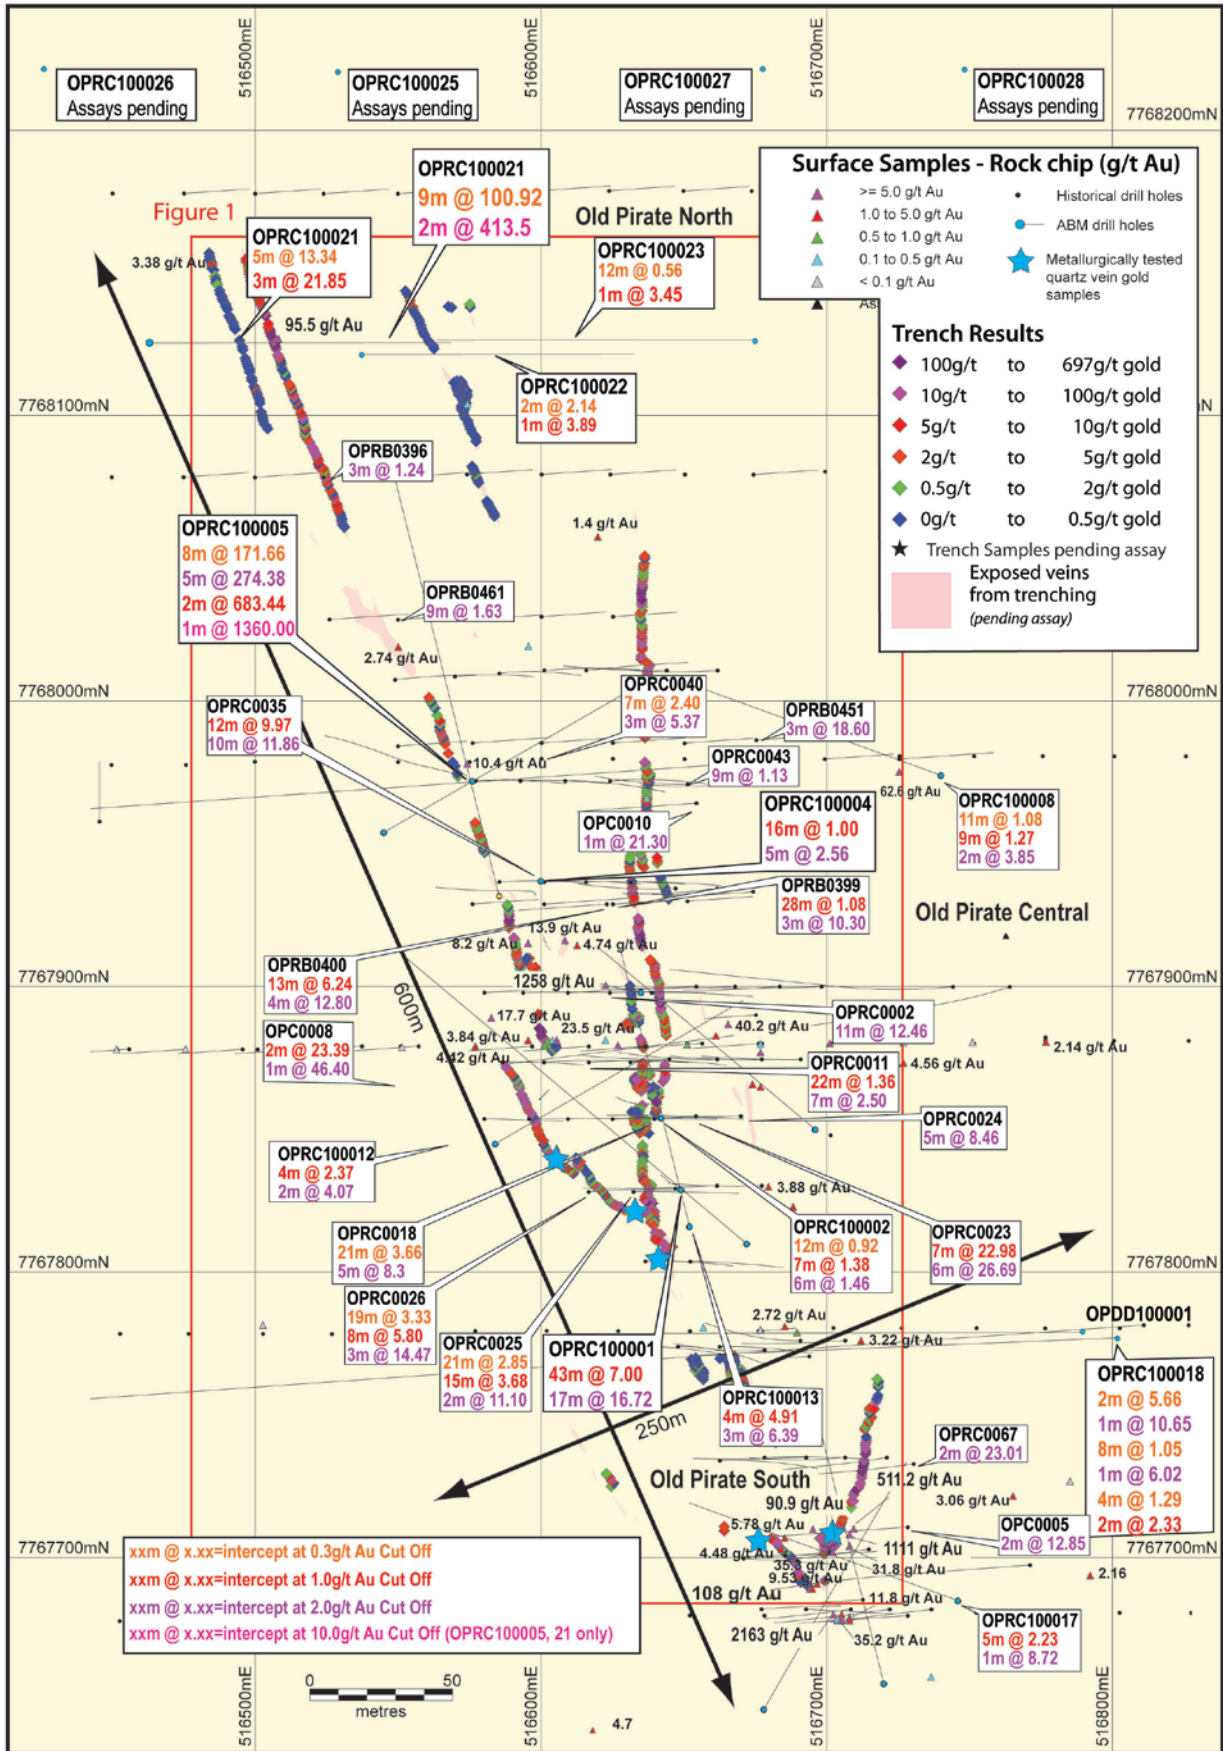 516500mE
516600mE
516700mE
OPRC100026
Assays pending
OPRC100025
Assays pending
OPRC100027
Assays pending
OPRC100028
Assays pending
7768200mN
Surface Samples - Rock chip (g/t Au)
>= 5.0 g/t Au
1.0 to 5.0 g/t Au
0.5 to 1.0 g/t Au
0.1 to 0.5 g/t Au
< 0.1 g/t Au
Historical drill holes
ABM drill holes
Metallurgically tested
quartz vein gold
samples
Trench Results
100g/t to 697g/t gold
10g/t to 100g/t gold
5g/t to 10g/t gold
2g/t to 5g/t gold
0.5g/t to 2g/t gold
0g/t to 0.5g/t gold
Trench Samples pending assay
Exposed veins
from trenching
(pending assay)
Figure 1
OPRC100021
9m @ 100.92
2m @ 413.5
Old Pirate North
OPRC100021
5m @ 13.34
3m @ 21.85
OPRC100023
12m @ 0.56
1m @ 3.45
3.38 g/t Au
95.5 g/t Au
OPRC100022
2m @ 2.14
1m @ 3.89
7768100mN
N
OPRB0396
3m @ 1.24
1.4 g/t Au
OPRC100005
8m @ 171.66
5m @ 274.38
2m @ 683.44
1m @ 1360.00
OPRB0461
9m @ 1.63
2.74 g/t Au
7768000mN
7768000mN
OPRC0035
12m @ 9.97
10m @ 11.86
OPRC0040
7m @ 2.40
3m @ 5.37
OPRB0451
3m @ 18.60
10.4 g/t Au
OPRC0043
9m @ 1.13
62.6 g/t Au
OPRC100008
11m @ 1.08
9m @ 1.27
2m @ 3.85
OPC0010
1m @ 21.30
OPRC100004
16m @ 1.00
5m @ 2.56
OPRB0399
28m @ 1.08
3m @ 10.30
Old Pirate Central
13.9 g/t Au
8.2 g/t Au
4.74 g/t Au
OPRB0400
13m @ 6.24
4m @ 12.80
1258 g/t Au
7767900mN
7767900mN
600m
OPRC0002
11m @ 12.46
17.7 g/t Au
23.5 g/t Au
40.2 g/t Au
3.84 g/t Au
4.42 g/t Au
2.14 g/t Au
4.56 g/t Au
OPC0008
2m @ 23.39
1m @ 46.40
OPRC0011
22m @ 1.36
7m @ 2.50
OPRC0024
5m @ 8.46
OPRC100012
4m @ 2.37
2m @ 4.07
3.88 g/t Au
OPRC0018
21m @ 3.66
5m @ 8.3
OPRC100002
12m @ 0.92
7m @ 1.38
6m @ 1.46
OPRC0023
7m @ 22.98
6m @ 26.69
7767800mN
7767800mN
OPRC0026
19m @ 3.33
8m @ 5.80
3m @ 14.47
2.72 g/t Au
3.22 g/t Au
OPDD100001
OPRC0025
21m @ 2.85
15m @ 3.68
2m @ 11.10
OPRC100001
43m @ 7.00
17m @ 16.72
OPRC100013
4m @ 4.91
3m @ 6.39
OPRC100018
2m @ 5.66
1m @ 10.65
8m @ 1.05
1m @ 6.02
4m @ 1.29
2m @ 2.33
250m
OPRC0067
2m @ 23.01
Old Pirate South
511.2 g/t Au
90.9 g/t Au
3.06 g/t Au
5.78 g/t Au
OPC0005
2m @ 12.85
4.48 g/t Au
1111 g/t Au
35.3 g/t Au
31.8 g/t Au
9.53 g/t Au
7767700mN
7767700mN
2.16
108 g/t Au
11.8 g/t Au
xxm @ x.xx=intercept at 0.3g/t Au Cut Off
xxm @ x.xx=intercept at 1.0g/t Au Cut Off
xxm @ x.xx=intercept at 2.0g/t Au Cut Off
xxm @ x.xx=intercept at 10.0g/t Au Cut Off (OPRC100005, 21 only)
2163 g/t Au
35.2 g/t Au
OPRC100017
5m @ 2.23
1m @ 8.72
0 50
metres
4.7
516500mE
516600mE
516700mE
516800mE